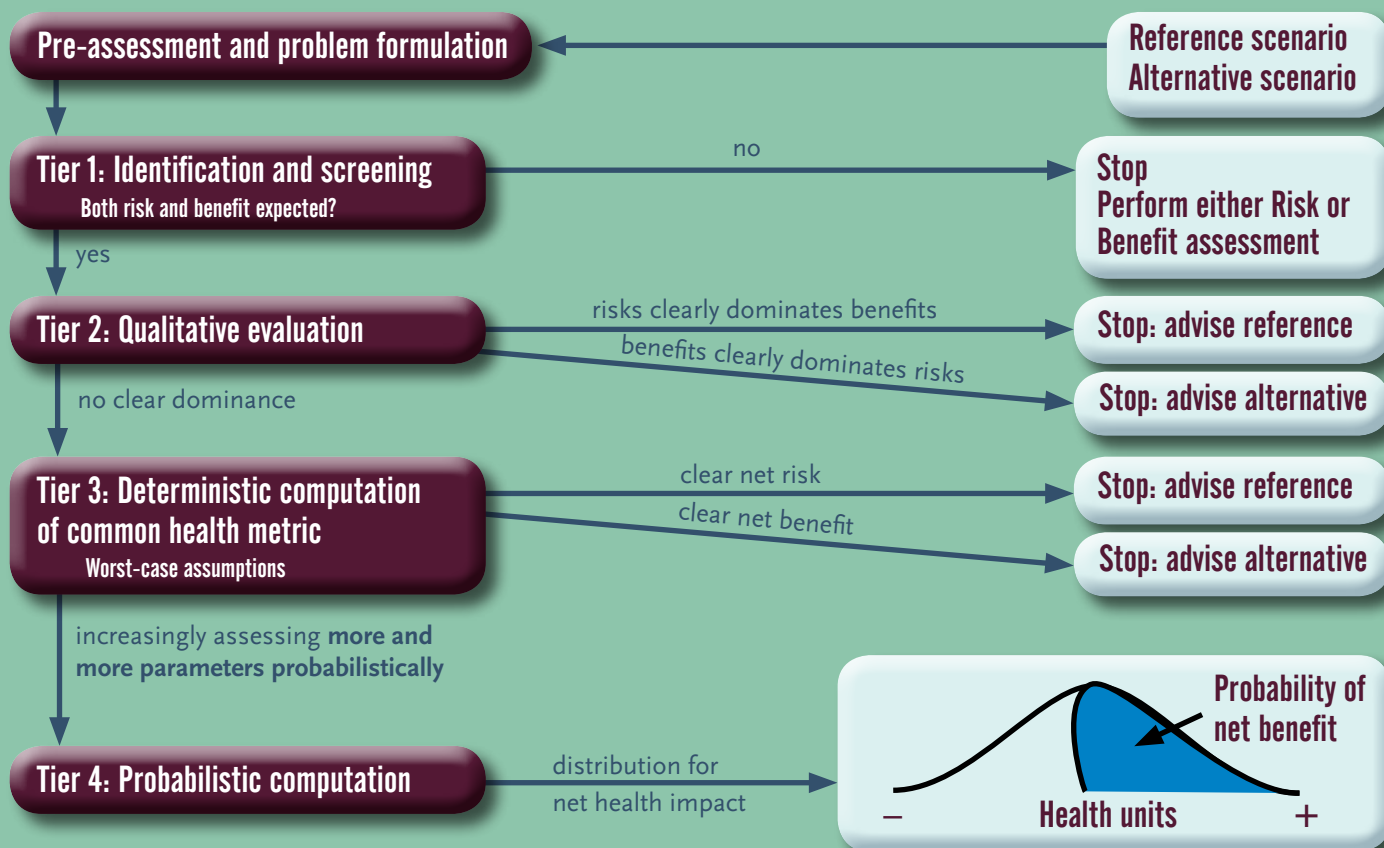 Pre-assessment and problem formulation
Reference scenario
Alternative scenario
Tier 1: Identification and screening
Both risk and benefit expected?
no
Stop
Perform either Risk or
Benefit assessment
yes
Tier 2: Qualitative evaluation
risks clearly dominates benefits
Stop: advise reference
benefits clearly dominates risks
Stop: advise alternative
no clear dominance
Tier 3: Deterministic computation
of common health metric
Worst-case assumptions
clear net risk
Stop: advise reference
clear net benefit
Stop: advise alternative
increasingly assessing more and
more parameters probabilistically
Tier 4: Probabilistic computation
distribution for
net health impact
Probability of
net benefit
– Health units +